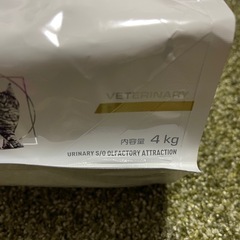 VETERINARY
内容量 4 kg
URINARY S/O OLFACTORY ATTRACTION